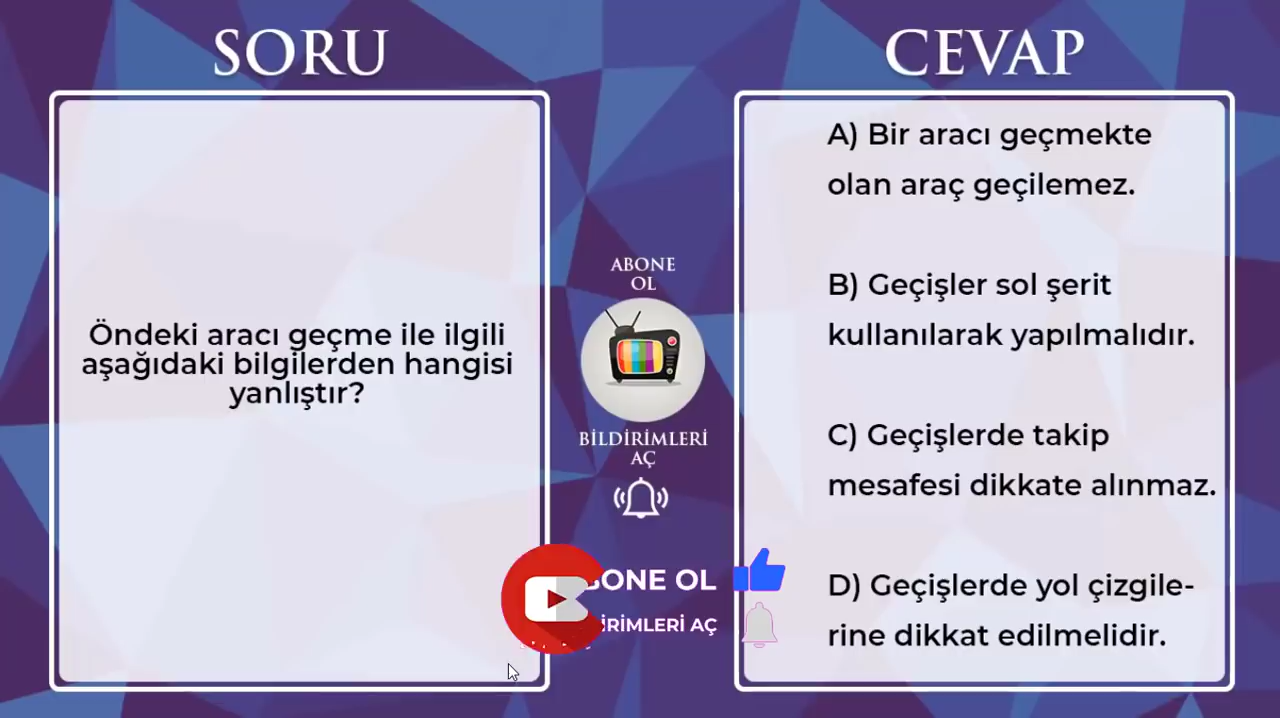 SORU
Öndeki aracı geçme ile ilgili
aşağıdaki bilgilerden hangisi
yanlıştır?
ABONE
OL
BİLDİRİMLERİ
AÇ
OL
AÇ
CEVAP
A) Bir aracı geçmekte
olan araç geçilemez.
B) Geçişler sol şerit
kullanılarak yapılmalıdır.
C) Geçişlerde takip
mesafesi dikkate alınmaz.
D) Geçişlerde yol çizgile-
rine dikkat edilmelidir.